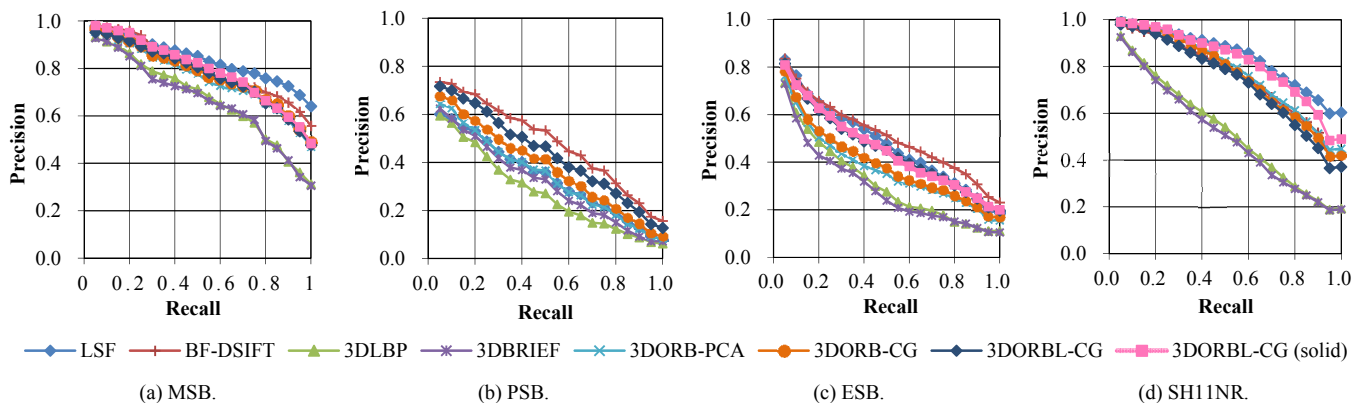 Precision
1.0
0.8
0.6
0.4
0.2
0.0
0.0 0.2 0.4 0.6 0.8 1
Recall
Precision
1.0
0.8
0.6
0.4
0.2
0.0
0.0 0.2 0.4 0.6 0.8 1.0
Recall
Precision
1.0
0.8
0.6
0.4
0.2
0.0
0.0 0.2 0.4 0.6 0.8 1.0
Recall
Precision
1.0
0.8
0.6
0.4
0.2
0.0
0.0 0.2 0.4 0.6 0.8 1.0
Recall
LSF BF-DSIFT 3DLBP 3DBRIEF 3DORB-PCA 3DORB-CG 3DORBL-CG 3DORBL-CG (solid)
(a) MSB. (b) PSB. (c) ESB. (d) SH11NR.